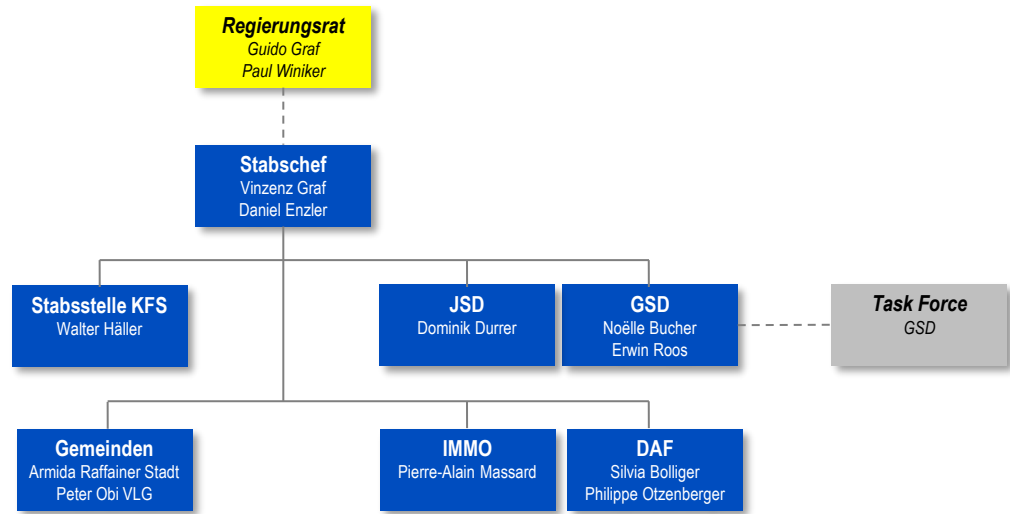 Regierungsrat
Guido Graf
Paul Winiker
Stabschef
Vinzenz Graf
Daniel Enzler
Stabsstelle KFS
Walter Häller
JSD
Dominik Durrer
GSD
Noëlle Bucher
Erwin Roos
Task Force
GSD
Gemeinden
Armida Raffainer Stadt
Peter Obi VLG
IMMO
Pierre-Alain Massard
DAF
Silvia Bolliger
Philippe Otzenberger